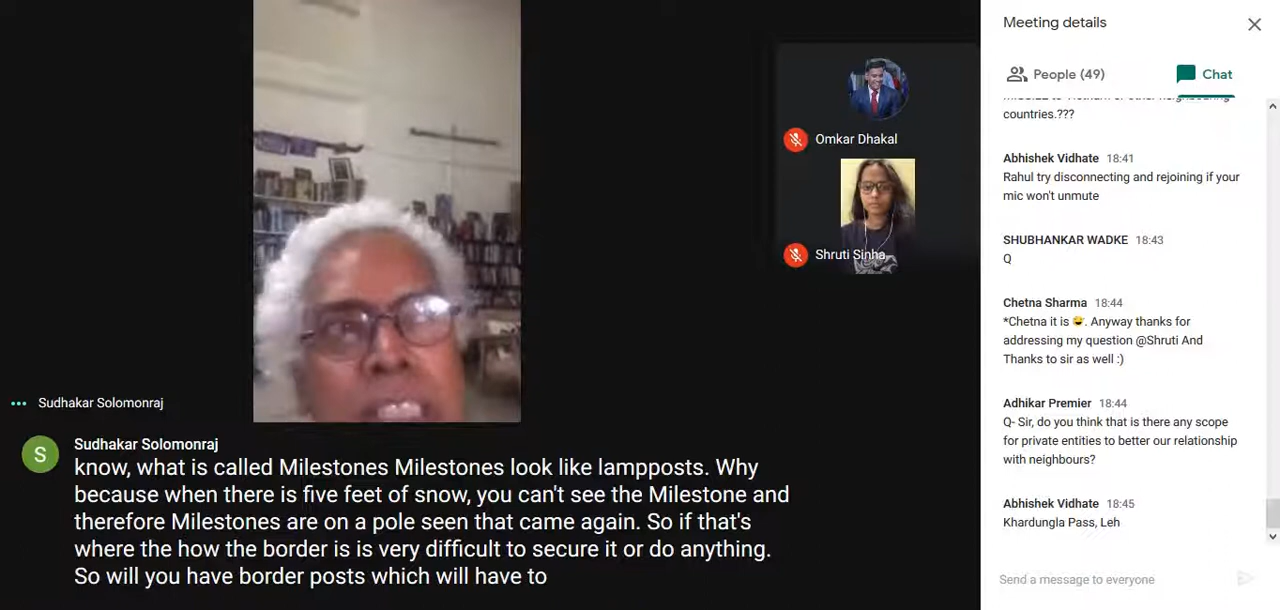 Omkar Dhakal
Shruti Sinha
Sudhakar Solomonraj
S
Sudhakar Solomonraj
know, what is called Milestones Milestones look like lampposts. Why
because when there is five feet of snow, you can't see the Milestone and
therefore Milestones are on a pole seen that came again. So if that's
where the how the border is is very difficult to secure it or do anything.
So will you have border posts which will have to
Meeting details
People (49)
Chat
countries.???
Abhishek Vidhate 18:41
Rahul try disconnecting and rejoining if your
mic won't unmute
SHUBHANKAR WADKE 18:43
Q
Chetna Sharma 18:44
*Chetna it is 😅. Anyway thanks for
addressing my question @Shruti And
Thanks to sir as well :)
Adhikar Premier 18:44
Q- Sir, do you think that is there any scope
for private entities to better our relationship
with neighbours?
Abhishek Vidhate 18:45
Khardungla Pass, Leh
Send a message to everyone